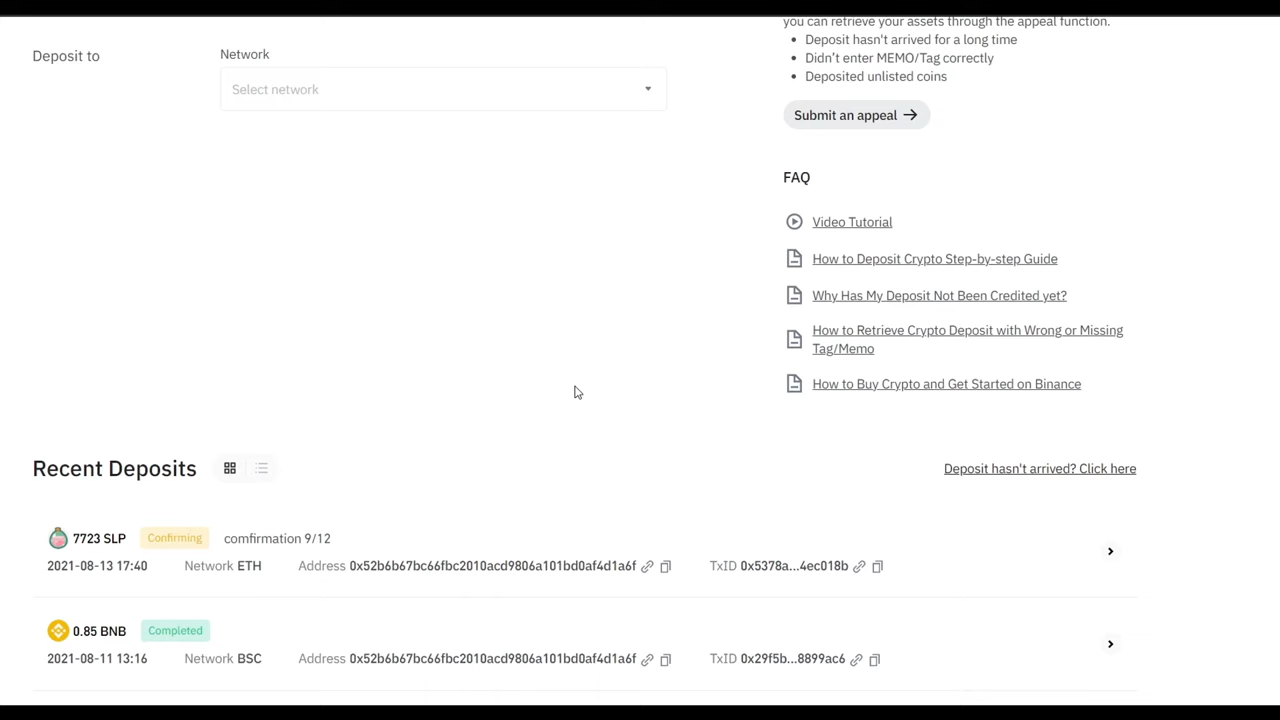 you can retrieve your assets through the appeal function.
Deposit to
Network
Select network
• Deposit hasn't arrived for a long time
• Didn't enter MEMO/Tag correctly
• Deposited unlisted coins
Submit an appeal
FAQ
Video Tutorial
How to Deposit Crypto Step-by-step Guide
Why Has My Deposit Not Been Credited yet?
How to Retrieve Crypto Deposit with Wrong or Missing
Tag/Memo
How to Buy Crypto and Get Started on Binance
Recent Deposits
Deposit hasn't arrived? Click here
7723 SLP Confirming comfirmation 9/12
2021-08-13 17:40 Network ETH Address 0x52b6b67bc66fbc2010acd9806a101bd0af4d1a6f TxID 0x5378a...4ec018b
0.85 BNB Completed
2021-08-11 13:16 Network BSC Address 0x52b6b67bc66fbc2010acd9806a101bd0af4d1a6f TxID 0x29f5b...8899ac6